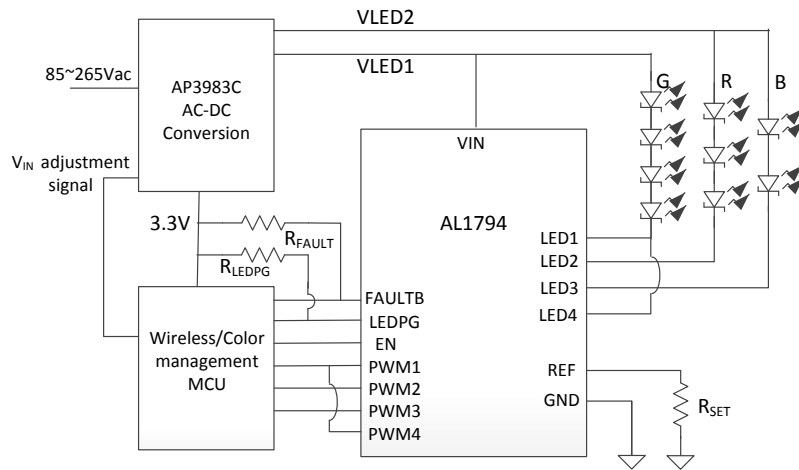 VLED2
VLED1
85~265Vac
AP3983C
AC-DC
Conversion
G
R
B
VIN
VIN adjustment
signal
3.3V
RFAULT
RLEDPG
AL1794
LED1
LED2
LED3
LED4
FAULTB
LEDPG
EN
PWM1
PWM2
PWM3
PWM4
Wireless/Color
management
MCU
REF
GND
RSET